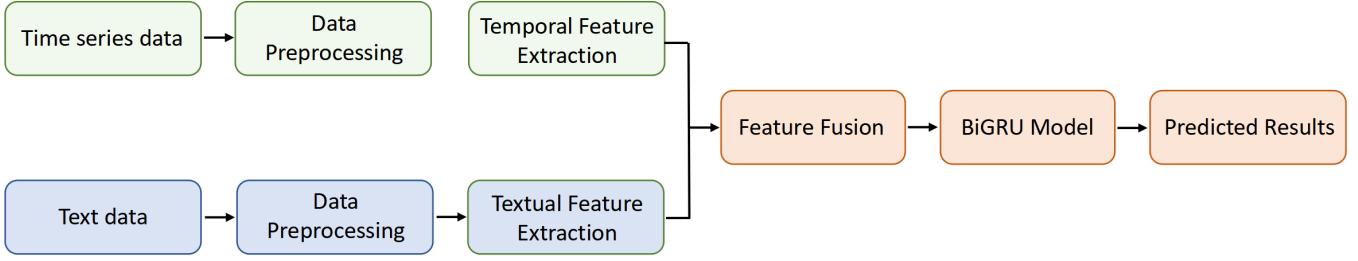 Time series data
Data
Preprocessing
Temporal Feature
Extraction
Feature Fusion
BiGRU Model
Predicted Results
Text data
Data
Preprocessing
Textual Feature
Extraction